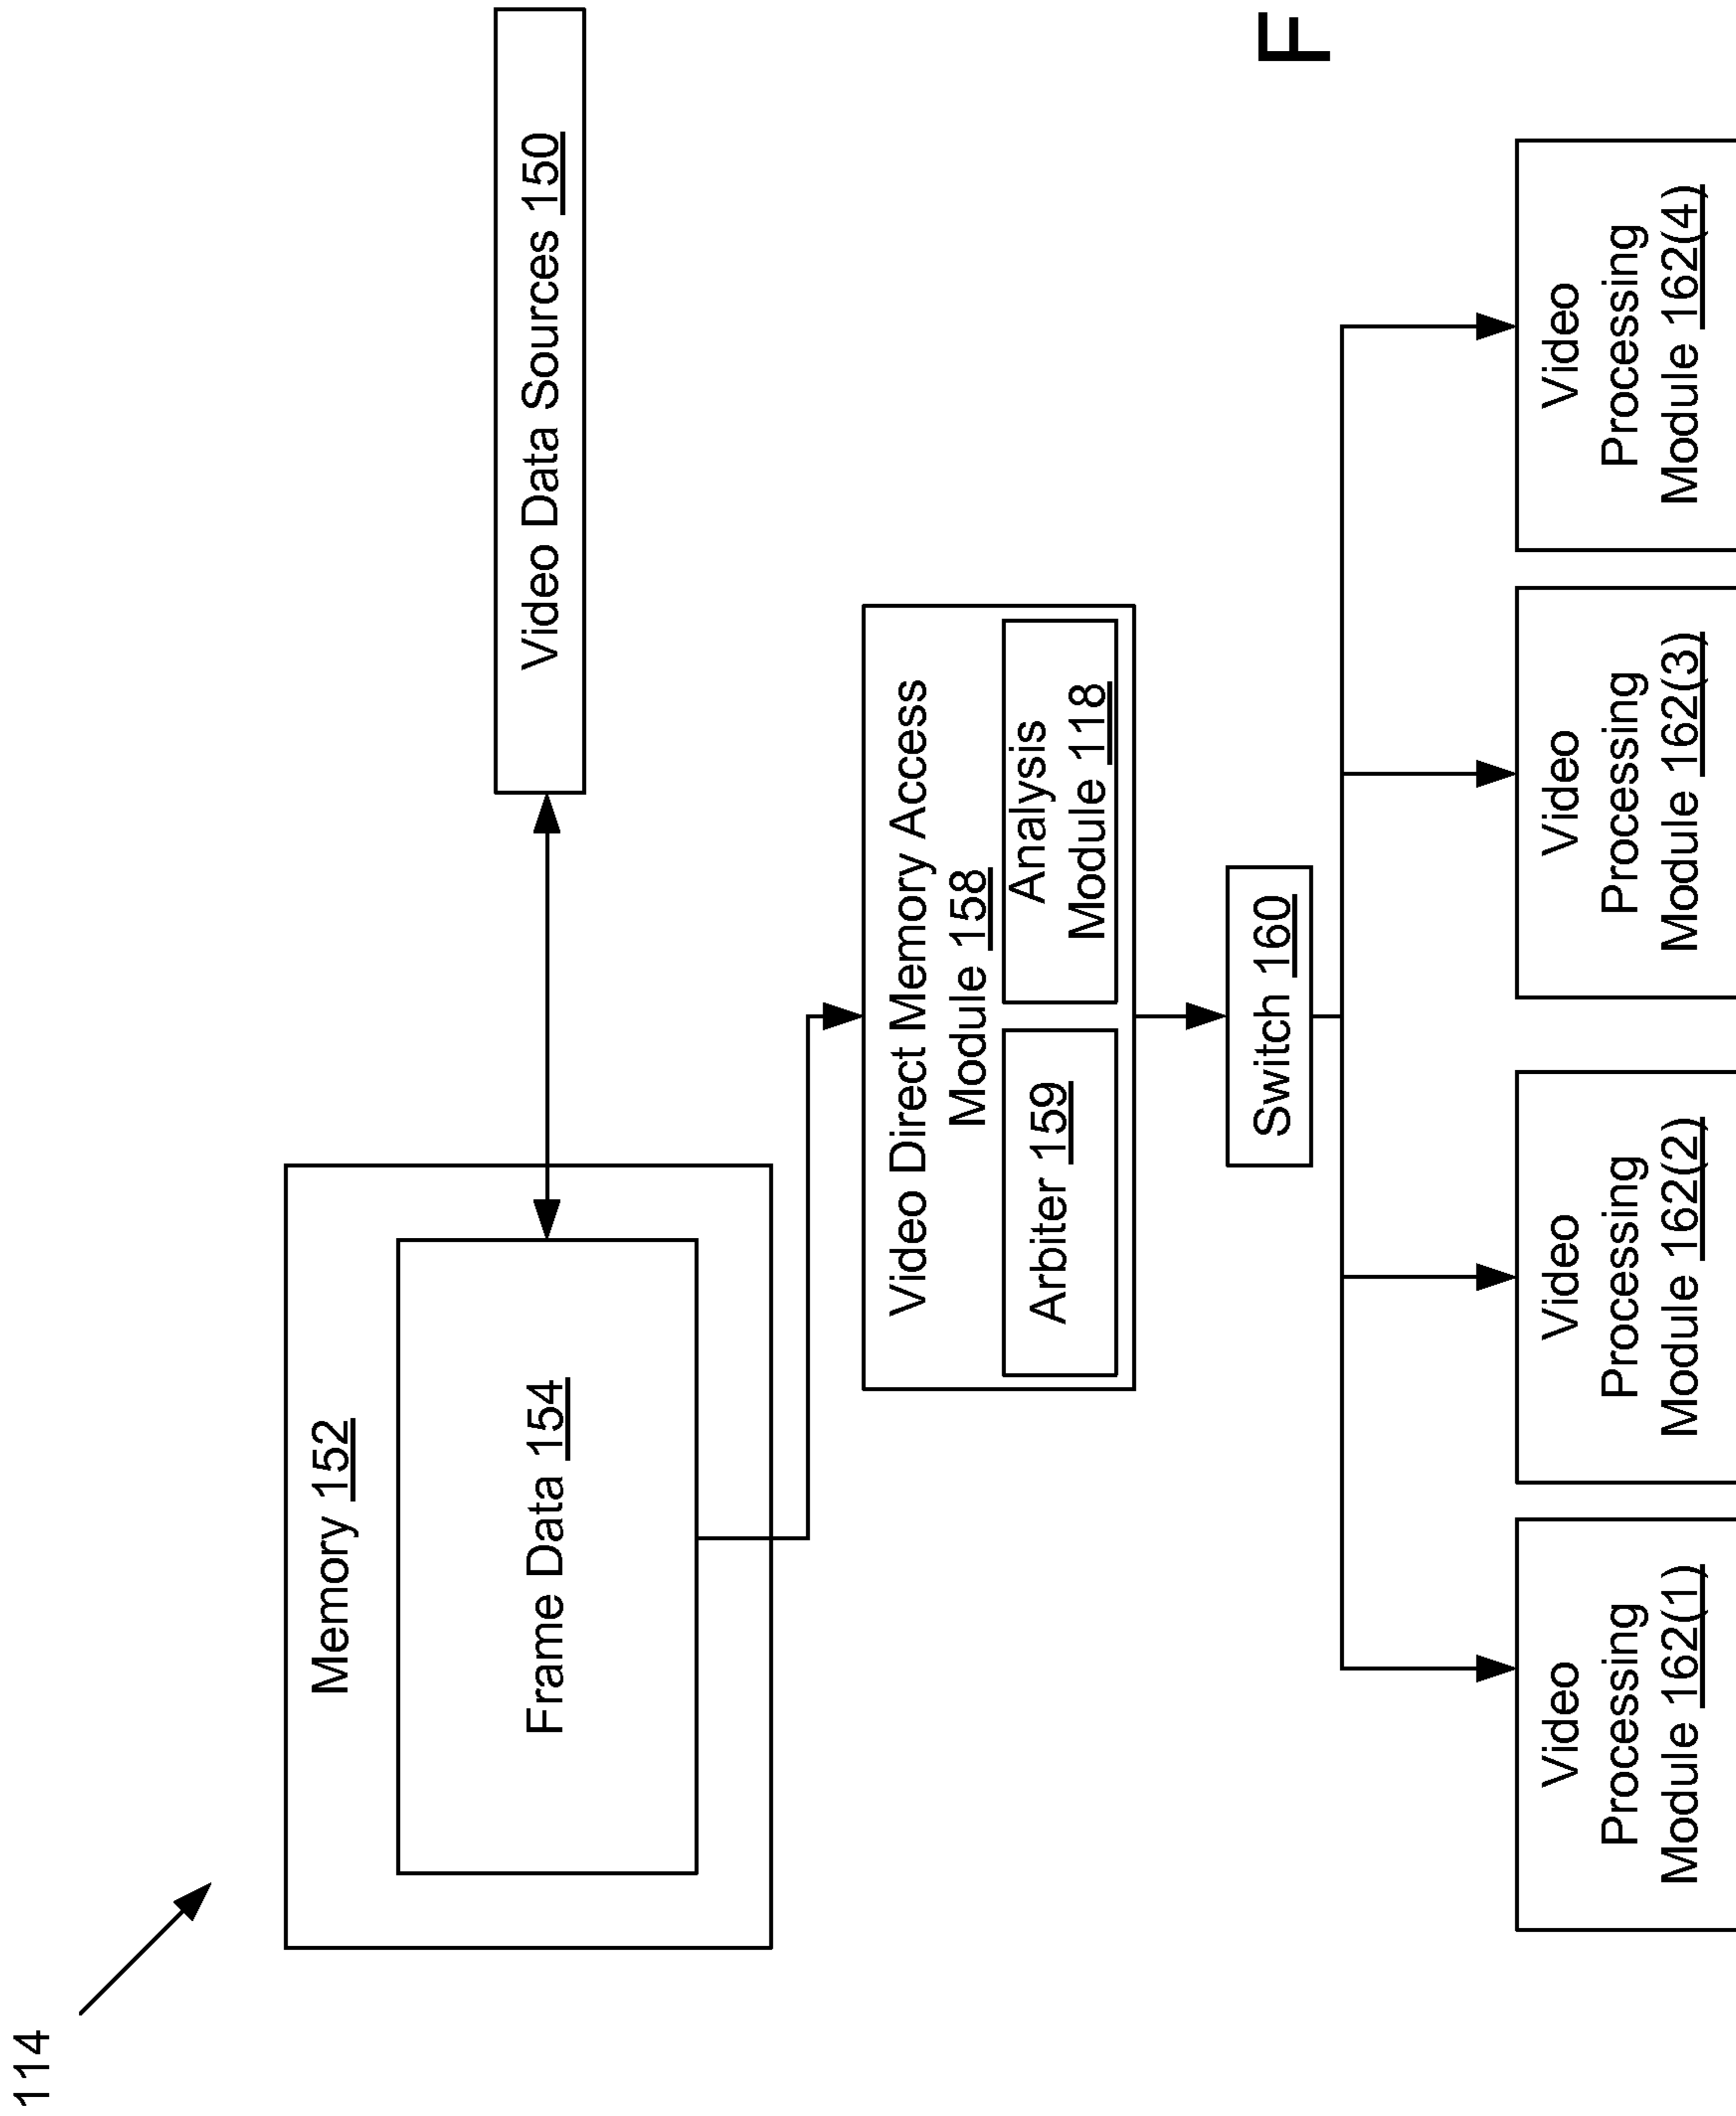 114
Memory 152
Frame Data 154
Video Data Sources 150
Video Direct Memory Access
Module 158
Arbiter 159
Analysis
Module 118
Switch 160
F
Video
Processing
Module 162(1)
Video
Processing
Module 162(2)
Video
Processing
Module 162(3)
Video
Processing
Module 162(4)